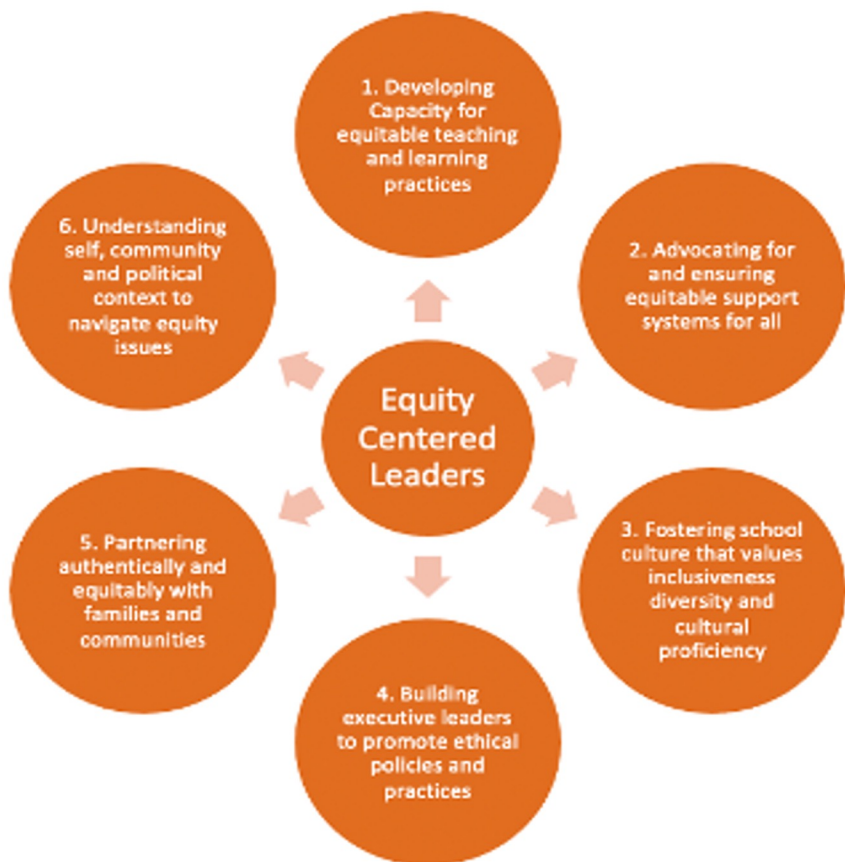 1. Developing
Capacity for
equitable teaching
and learning
practices
2. Advocating for
and ensuring
equitable support
systems for all
3. Fostering school
culture that values
inclusiveness
diversity and
cultural
proficiency
4. Building
executive leaders
to promote ethical
policies and
practices
5. Partnering
authentically and
equitably with
families and
communities
6. Understanding
self, community
and political
context to
navigate equity
issues
Equity
Centered
Leaders